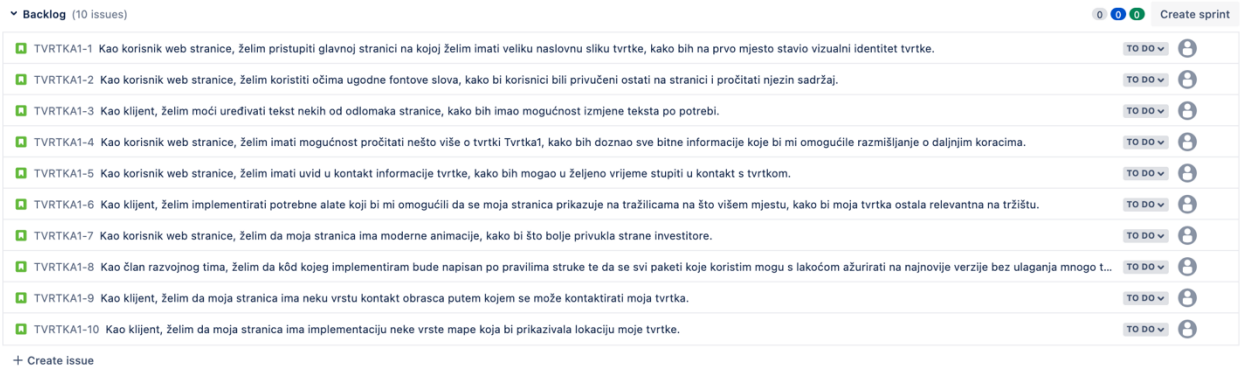 Backlog (10 issues) 0 0 0 Create sprint
TVRTKA1-1 Kao korisnik web stranice, želim pristupiti glavnoj stranici na kojoj želim imati veliku naslovnu sliku tvrtke, kako bih na prvo mjesto stavio vizualni identitet tvrtke. TO DO
TVRTKA1-2 Kao korisnik web stranice, želim koristiti očima ugodne fontove slova, kako bi korisnici bili privučeni ostati na stranici i pročitati njezin sadržaj. TO DO
TVRTKA1-3 Kao klijent, želim moći uređivati tekst nekih od odlomaka stranice, kako bih imao mogućnost izmjene teksta po potrebi. TO DO
TVRTKA1-4 Kao korisnik web stranice, želim imati mogućnost pročitati nešto više o tvrtki Tvrtka1, kako bih doznao sve bitne informacije koje bi mi omogućile razmišljanje o daljnjim koracima. TO DO
TVRTKA1-5 Kao korisnik web stranice, želim imati uvid u kontakt informacije tvrtke, kako bih mogao u željeno vrijeme stupiti u kontakt s tvrtkom. TO DO
TVRTKA1-6 Kao klijent, želim implementirati potrebne alate koji bi mi omogućili da se moja stranica prikazuje na tražilicama na što višem mjestu, kako bi moja tvrtka ostala relevantna na tržištu. TO DO
TVRTKA1-7 Kao korisnik web stranice, želim da moja stranica ima moderne animacije, kako bi što bolje privukla strane investitore. TO DO
TVRTKA1-8 Kao član razvojnog tima, želim da kôd kojeg implementiram bude napisan po pravilima struke te da se svi paketi koje koristim mogu s lakoćom ažurirati na najnovije verzije bez ulaganja mnogo t... TO DO
TVRTKA1-9 Kao klijent, želim da moja stranica ima neku vrstu kontakt obrasca putem kojem se može kontaktirati moja tvrtka. TO DO
TVRTKA1-10 Kao klijent, želim da moja stranica ima implementaciju neke vrste mape koja bi prikazivala lokaciju moje tvrtke. TO DO
+ Create issue